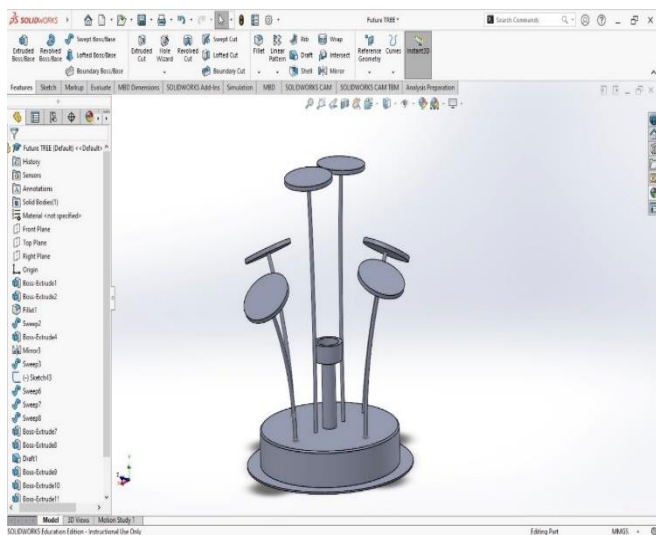 SOLIDWORKS
Future TREE *
Search Commands
Extruded Boss/Base
Revolved Boss/Base
Swept Boss/Base
Lofted Boss/Base
Boundary Boss/Base
Extruded Cut
Hole Wizard
Revolved Cut
Swept Cut
Lofted Cut
Boundary Cut
Fillet
Linear Pattern
Rib
Draft
Shell
Wrap
Intersect
Mirror
Reference Geometry
Curves
Instant3D
Features Sketch Markup Evaluate MBD Dimensions SOLIDWORKS Add-Ins Simulation MBD SOLIDWORKS CAM SOLIDWORKS CAM TBM Analysis Preparation
Future TREE (Default) <<Default>
History
Sensors
Annotations
Solid Bodies(1)
Material <not specified>
Front Plane
Top Plane
Right Plane
Origin
Boss-Extrude1
Boss-Extrude2
Fillet1
Sweep2
Boss-Extrude4
Mirror3
Sweep3
(-) Sketch13
Sweep6
Sweep7
Sweep8
Boss-Extrude7
Boss-Extrude8
Draft1
Boss-Extrude9
Boss-Extrude10
Boss-Extrude11
Model 3D Views Motion Study 1
SOLIDWORKS Education Edition - Instructional Use Only
Editing Part
MMGS